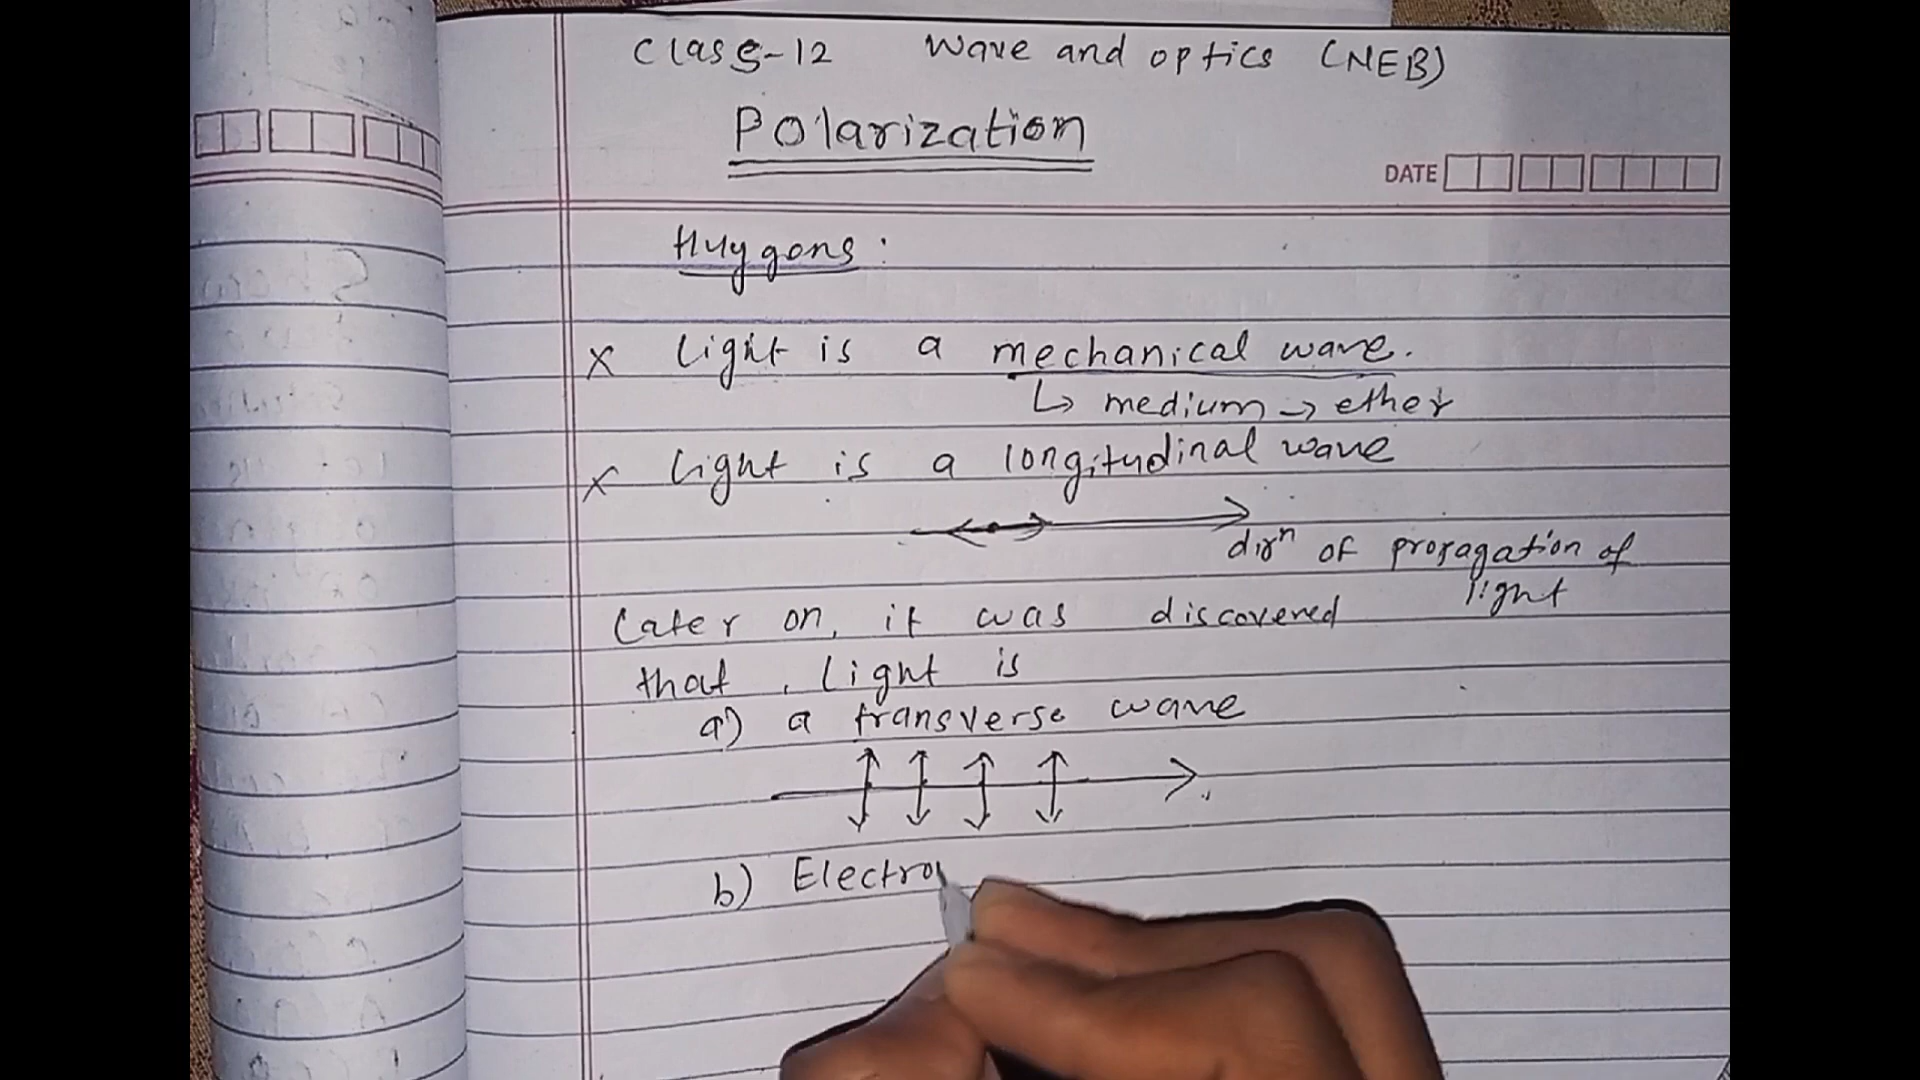 Class-12 Wave and optics (NEB)
Polarization
DATE
Huygons:
x Light is a mechanical wave.
↳ medium → ether
x Light is a longitudinal wave
dirⁿ of propagation of
light
Later on, it was discovered
that, Light is
a) a transverse wave
b) Electro